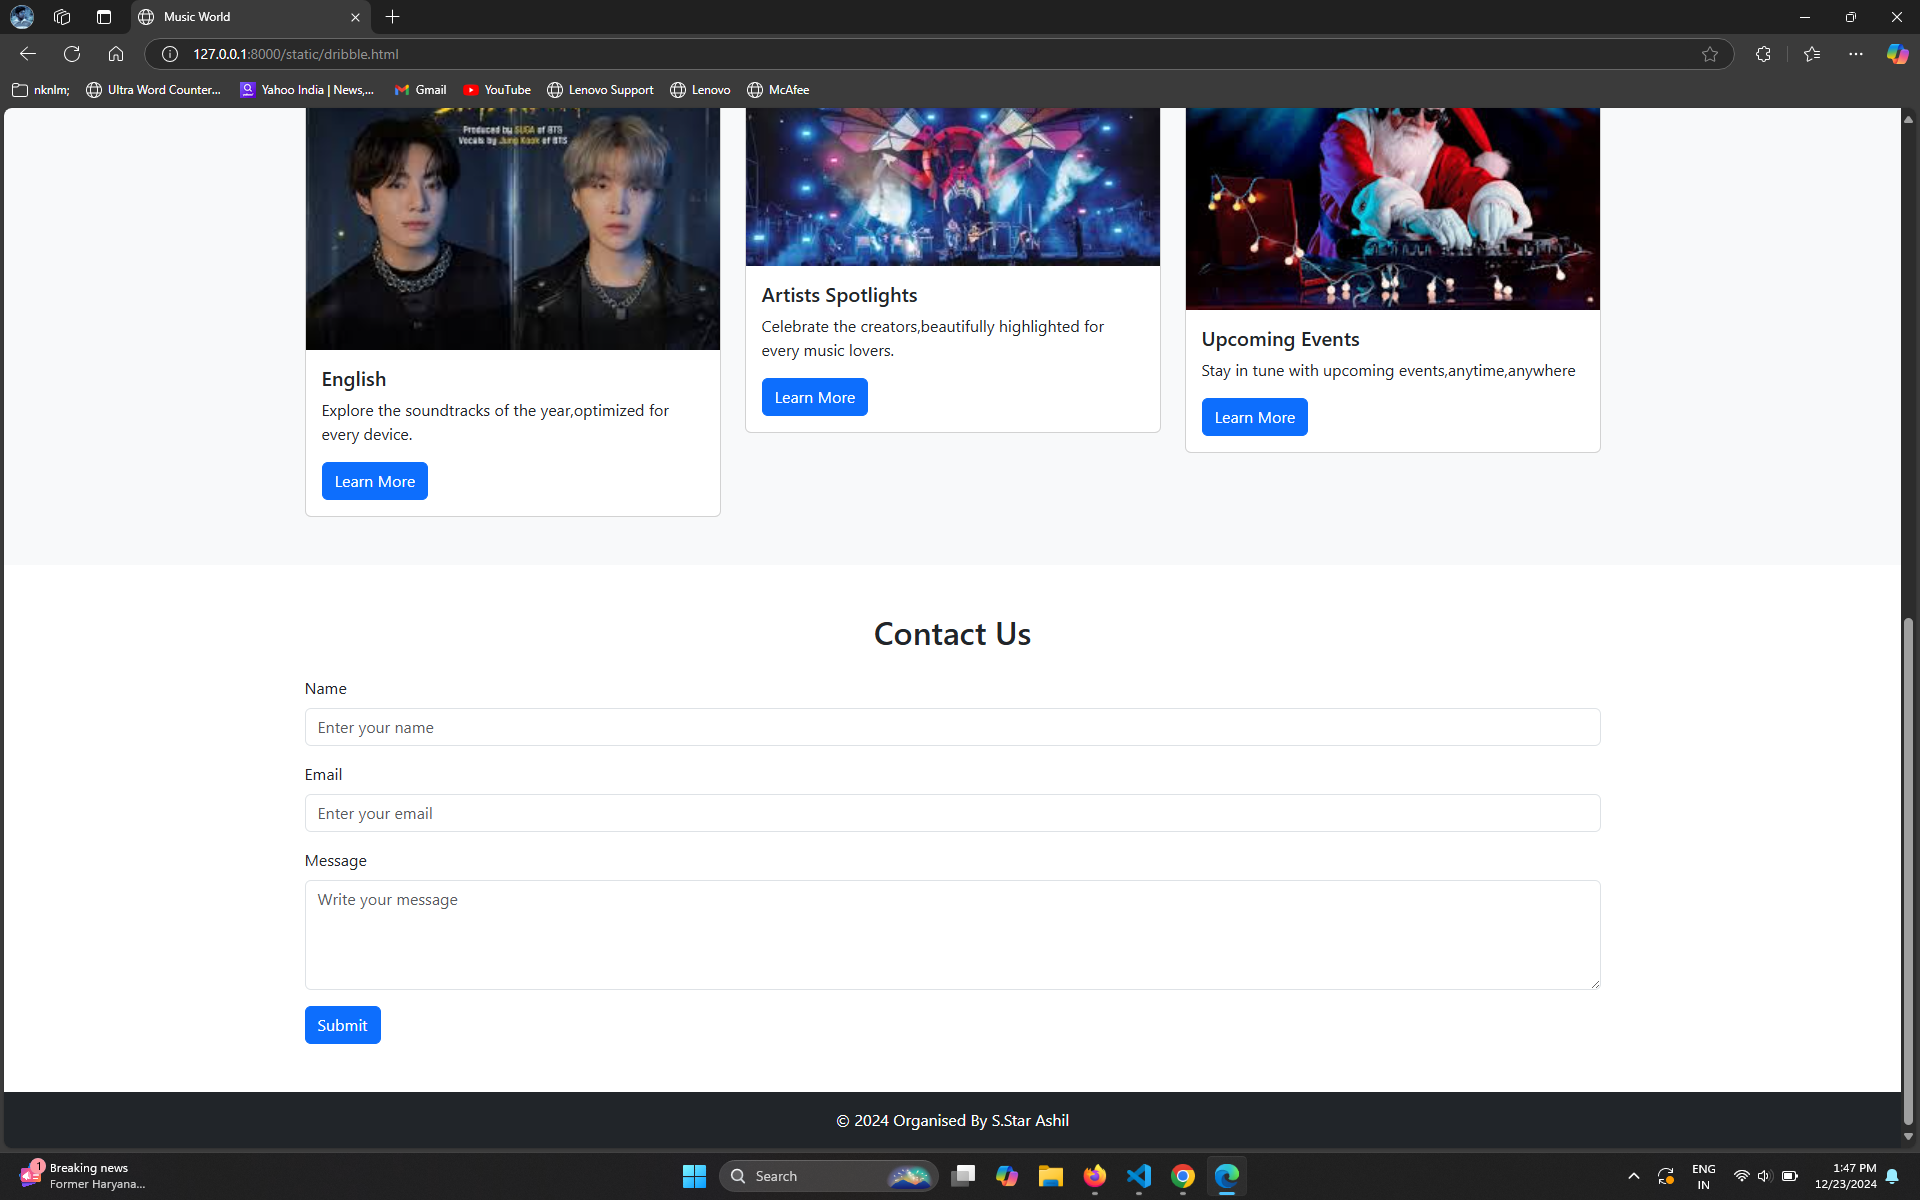 Music World
127.0.0.1:8000/static/dribble.html
nknlm;
Ultra Word Counter...
Yahoo India | News,...
Gmail
YouTube
Lenovo Support
Lenovo
McAfee
Produced by SUGA of BTS
Vocals by Jung Kook of BTS
English
Explore the soundtracks of the year,optimized for
every device.
Learn More
Artists Spotlights
Celebrate the creators,beautifully highlighted for
every music lovers.
Learn More
Upcoming Events
Stay in tune with upcoming events,anytime,anywhere
Learn More
Contact Us
Name
Enter your name
Email
Enter your email
Message
Write your message
Submit
© 2024 Organised By S.Star Ashil
1
Breaking news
Former Haryana...
Search
ENG
IN
1:47 PM
12/23/2024